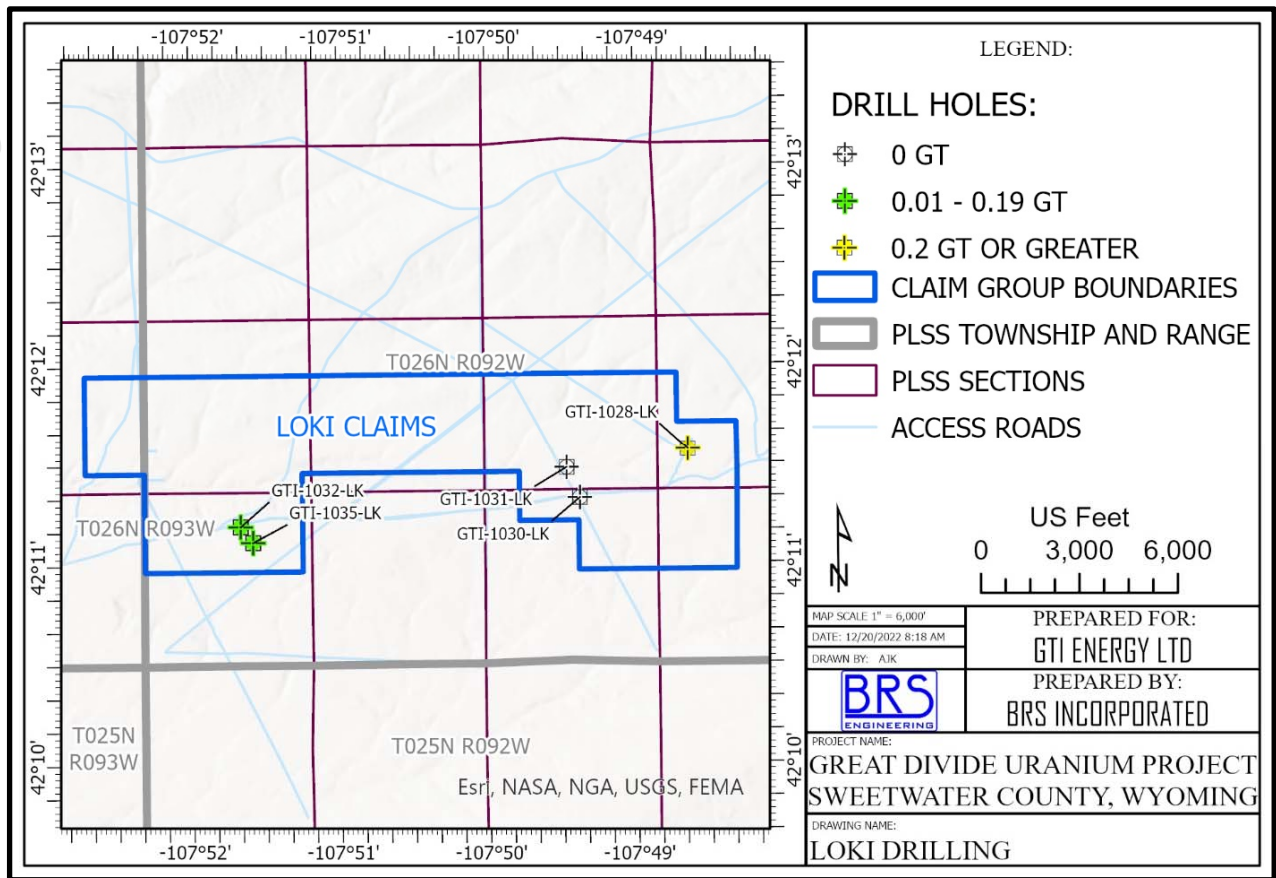 -107°52' -107°51' -107°50' -107°49'
42°13' 42°13'
42°12' 42°12'
T026N R092W
GTI-1028-LK
LOKI CLAIMS
GTI-1032-LK
GTI-1031-LK
GTI-1035-LK
T026N R093W
GTI-1030-LK
42°11' 42°11'
T025N
R093W
T025N R092W
42°10' 42°10'
Esri, NASA, NGA, USGS, FEMA
-107°52' -107°51' -107°50' -107°49'
LEGEND:
DRILL HOLES:
0 GT
0.01 - 0.19 GT
0.2 GT OR GREATER
CLAIM GROUP BOUNDARIES
PLSS TOWNSHIP AND RANGE
PLSS SECTIONS
ACCESS ROADS
N
US Feet
0 3,000 6,000
MAP SCALE 1" = 6,000'
DATE: 12/20/2022 8:18 AM
DRAWN BY: AJK
PREPARED FOR:
GTI ENERGY LTD
BRS
ENGINEERING
PREPARED BY:
BRS INCORPORATED
PROJECT NAME:
GREAT DIVIDE URANIUM PROJECT
SWEETWATER COUNTY, WYOMING
DRAWING NAME:
LOKI DRILLING